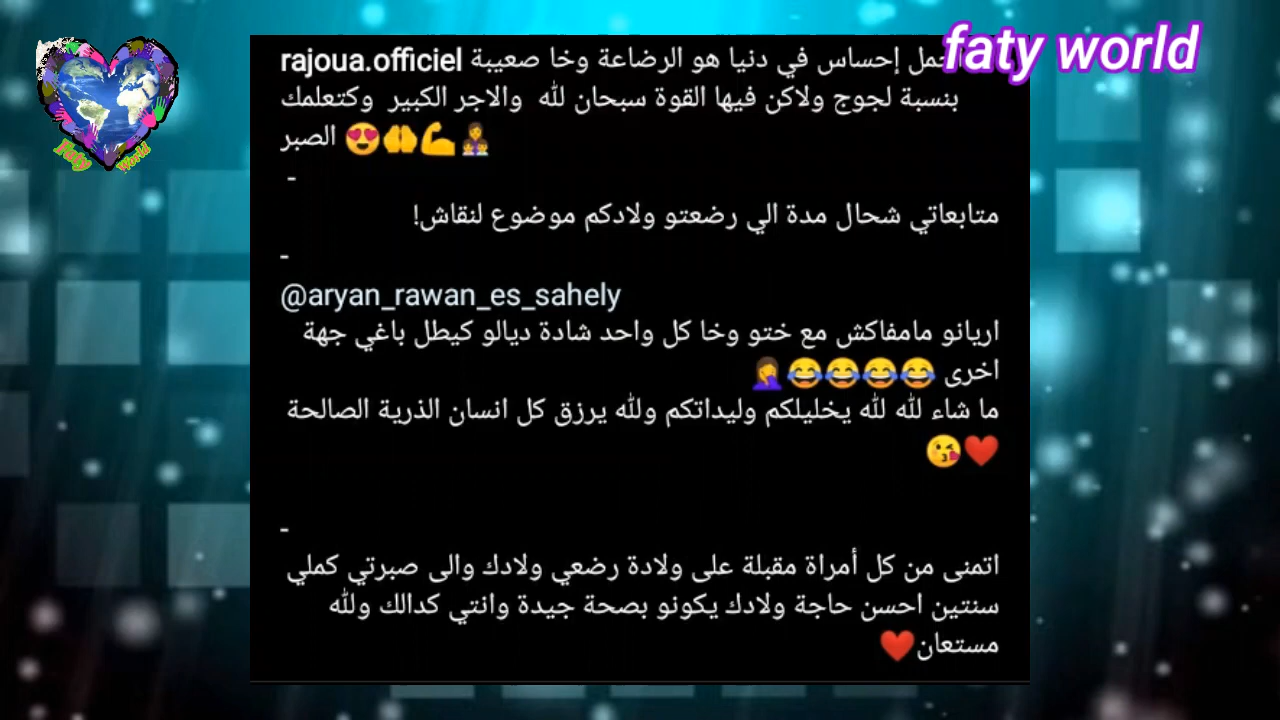 faty world
Faty World
rajoua.officiel إحساس في دنيا هو الرضاعة وخا صعيبة
بنسبة لجوج ولاكن فيها القوة سبحان لله والاجر الكبير وكتعلمك
الصبر 😍🤲💪👩‍👧‍👦
-
متابعاتي شحال مدة الي رضعتو ولادكم موضوع لنقاش!
-
@aryan_rawan_es_sahely
اريانو مامفاكش مع ختو وخا كل واحد شادة ديالو كيطل باغي جهة
اخرى 😂😂😂😂🤦‍♀️
ما شاء لله لله يخليلكم وليداتكم ولله يرزق كل انسان الذرية الصالحة
❤️😘
-
اتمنى من كل أمراة مقبلة على ولادة رضعي ولادك والى صبرتي كملي
سنتين احسن حاجة ولادك يكونو بصحة جيدة وانتي كدالك ولله
مستعان❤️